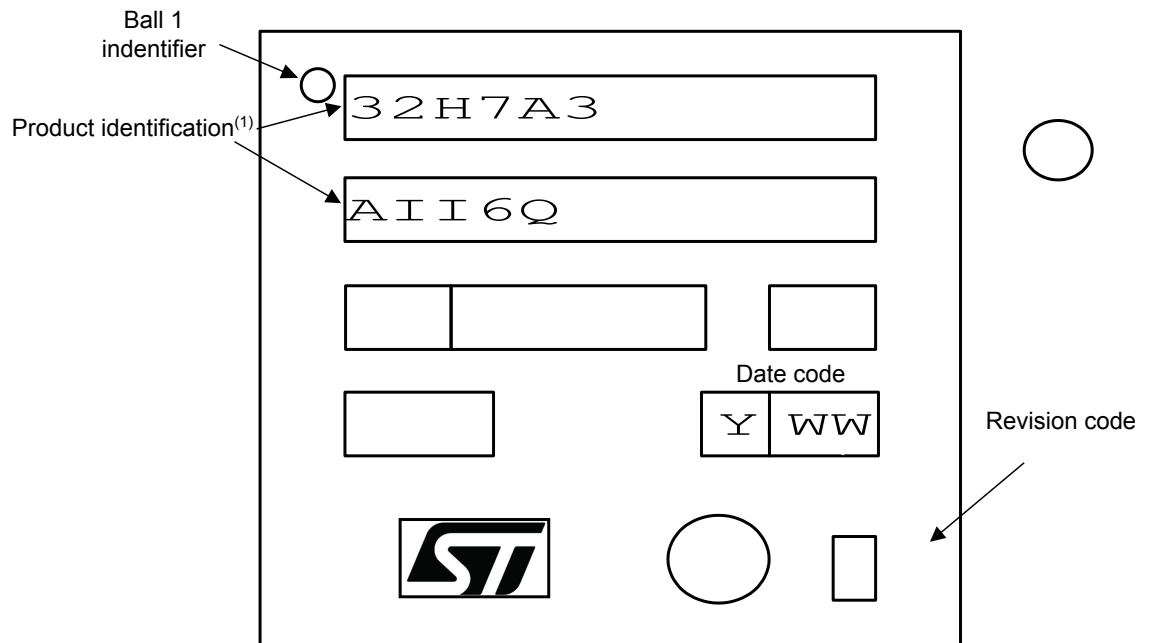 Ball 1
indentifier
32H7A3
Product identification(1)
AII6Q
Date code
Y WW
Revision code
ST